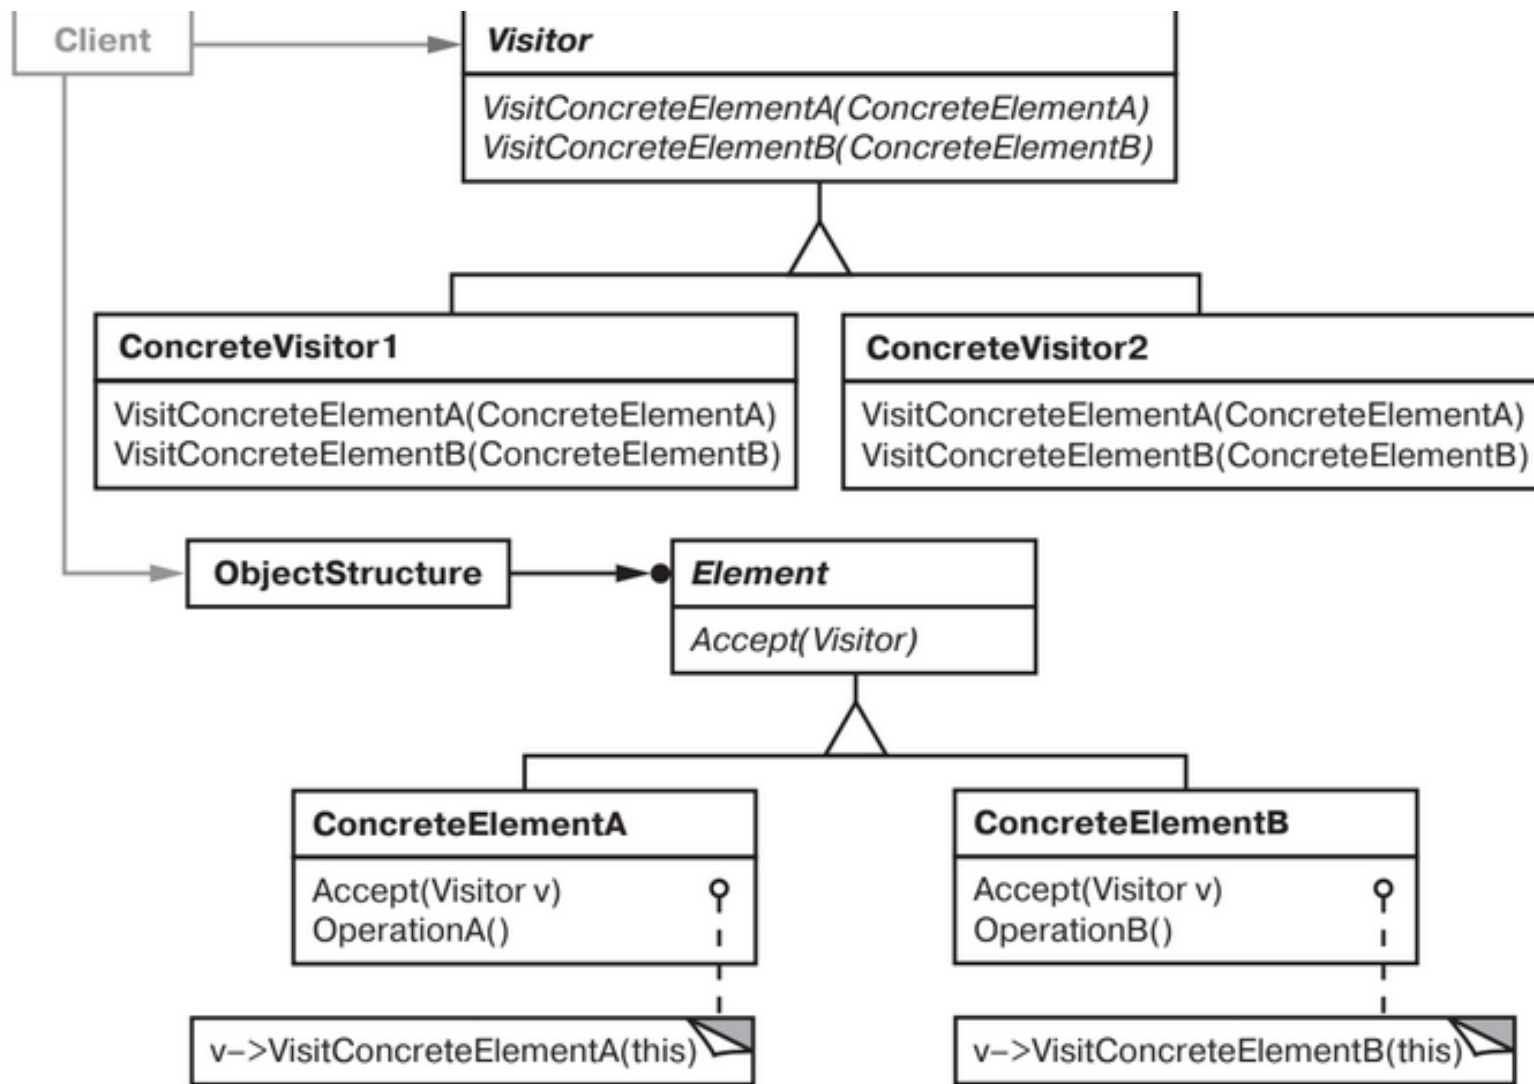 Client
Visitor
VisitConcreteElementA(ConcreteElementA)
VisitConcreteElementB(ConcreteElementB)
ConcreteVisitor1
VisitConcreteElementA(ConcreteElementA)
VisitConcreteElementB(ConcreteElementB)
ConcreteVisitor2
VisitConcreteElementA(ConcreteElementA)
VisitConcreteElementB(ConcreteElementB)
ObjectStructure
Element
Accept(Visitor)
ConcreteElementA
Accept(Visitor v)
OperationA()
v->VisitConcreteElementA(this)
ConcreteElementB
Accept(Visitor v)
OperationB()
v->VisitConcreteElementB(this)